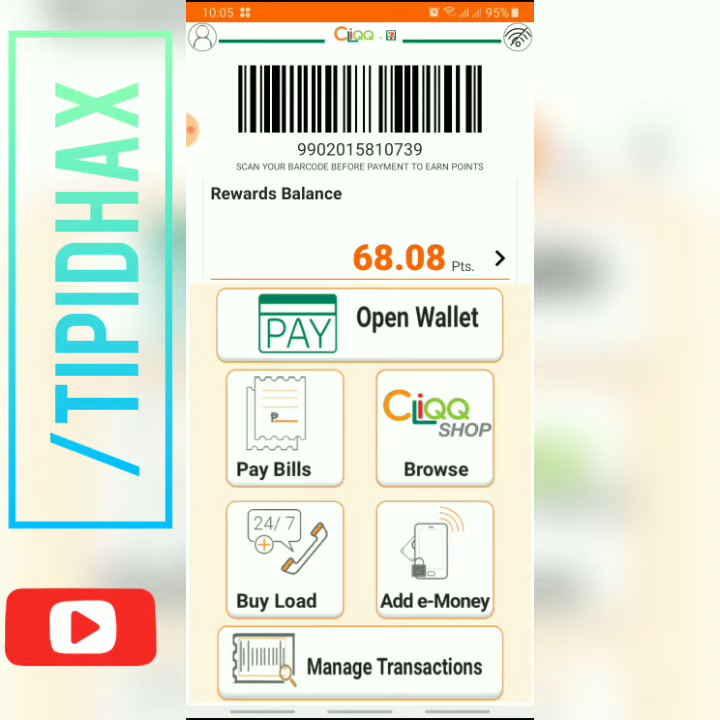 /TIPIDHAX
10:05 95%
CLiQQ 7
9902015810739
SCAN YOUR BARCODE BEFORE PAYMENT TO EARN POINTS
Rewards Balance
68.08 Pts.
PAY Open Wallet
₱
Pay Bills
CLiQQ
SHOP
Browse
24/7
Buy Load
Add e-Money
Manage Transactions